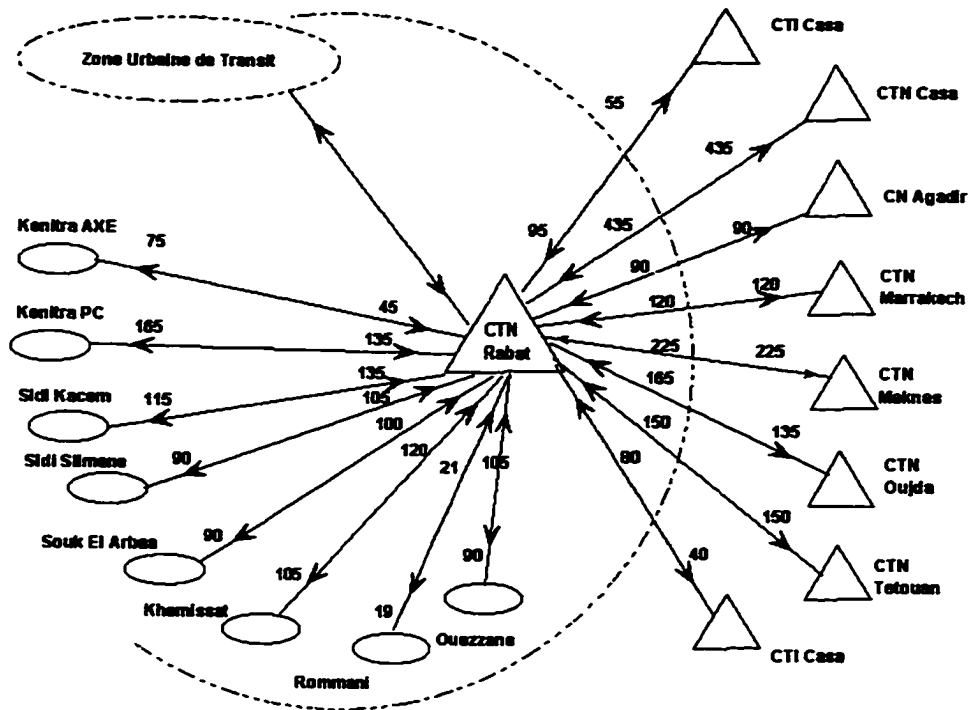 CTI Casa
Zone Urbaine de Transit
CTN Casa
55
435
CN Agadir
Kenitra AXE
75
95
435
90
90
CTN
Marrakech
120
120
Kenitra PC
165
45
135
CTN
Rabat
225
225
CTN
Meknes
Sidi Kacem
115
135
105
165
135
CTN
Oujda
Sidi Slimane
90
100
120
21
105
150
80
150
CTN
Tetouan
Souk El Arbaa
90
105
19
90
40
Khemissat
Ouezzane
Rommani
CTI Casa